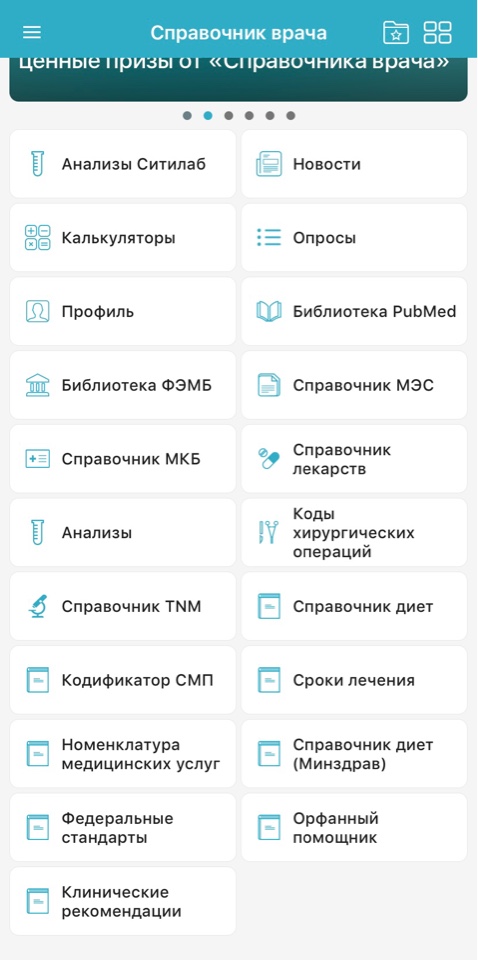 Справочник врача
ценные призы от «Справочника врача»
Анализы Ситилаб
Новости
Калькуляторы
Опросы
Профиль
Библиотека PubMed
Библиотека ФЭМБ
Справочник МЭС
Справочник МКБ
Справочник
лекарств
Анализы
Коды
хирургических
операций
Справочник TNM
Справочник диет
Кодификатор СМП
Сроки лечения
Номенклатура
медицинских услуг
Справочник диет
(Минздрав)
Федеральные
стандарты
Орфанный
помощник
Клинические
рекомендации